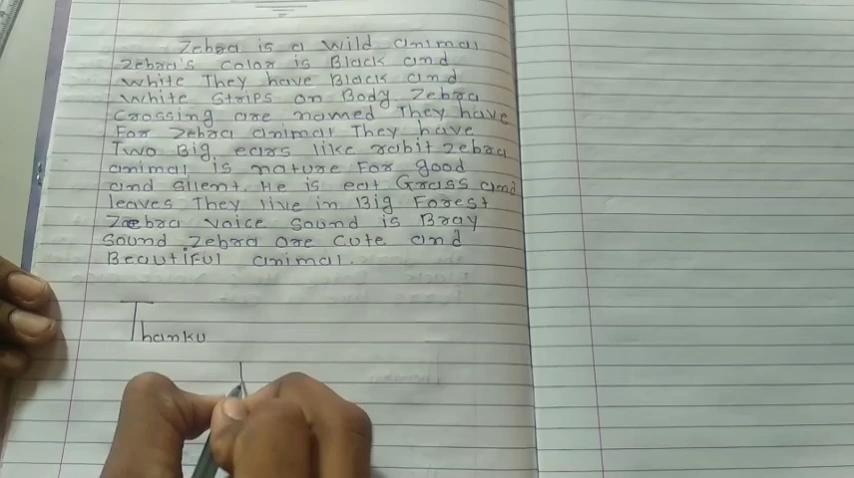 Zebra is a wild animal
Zebra's color is Black and
white They have Black and
white strips on Body Zebra
crossing are named They have
For Zebra animal They have
Two Big ears like rabit zebra
animal is nature For good
and silent. He is eat Grass and
leaves They live in Big Forest
Zebra voice sound is Bray
sound Zebra are cute and
Beautiful animal.
Thanku